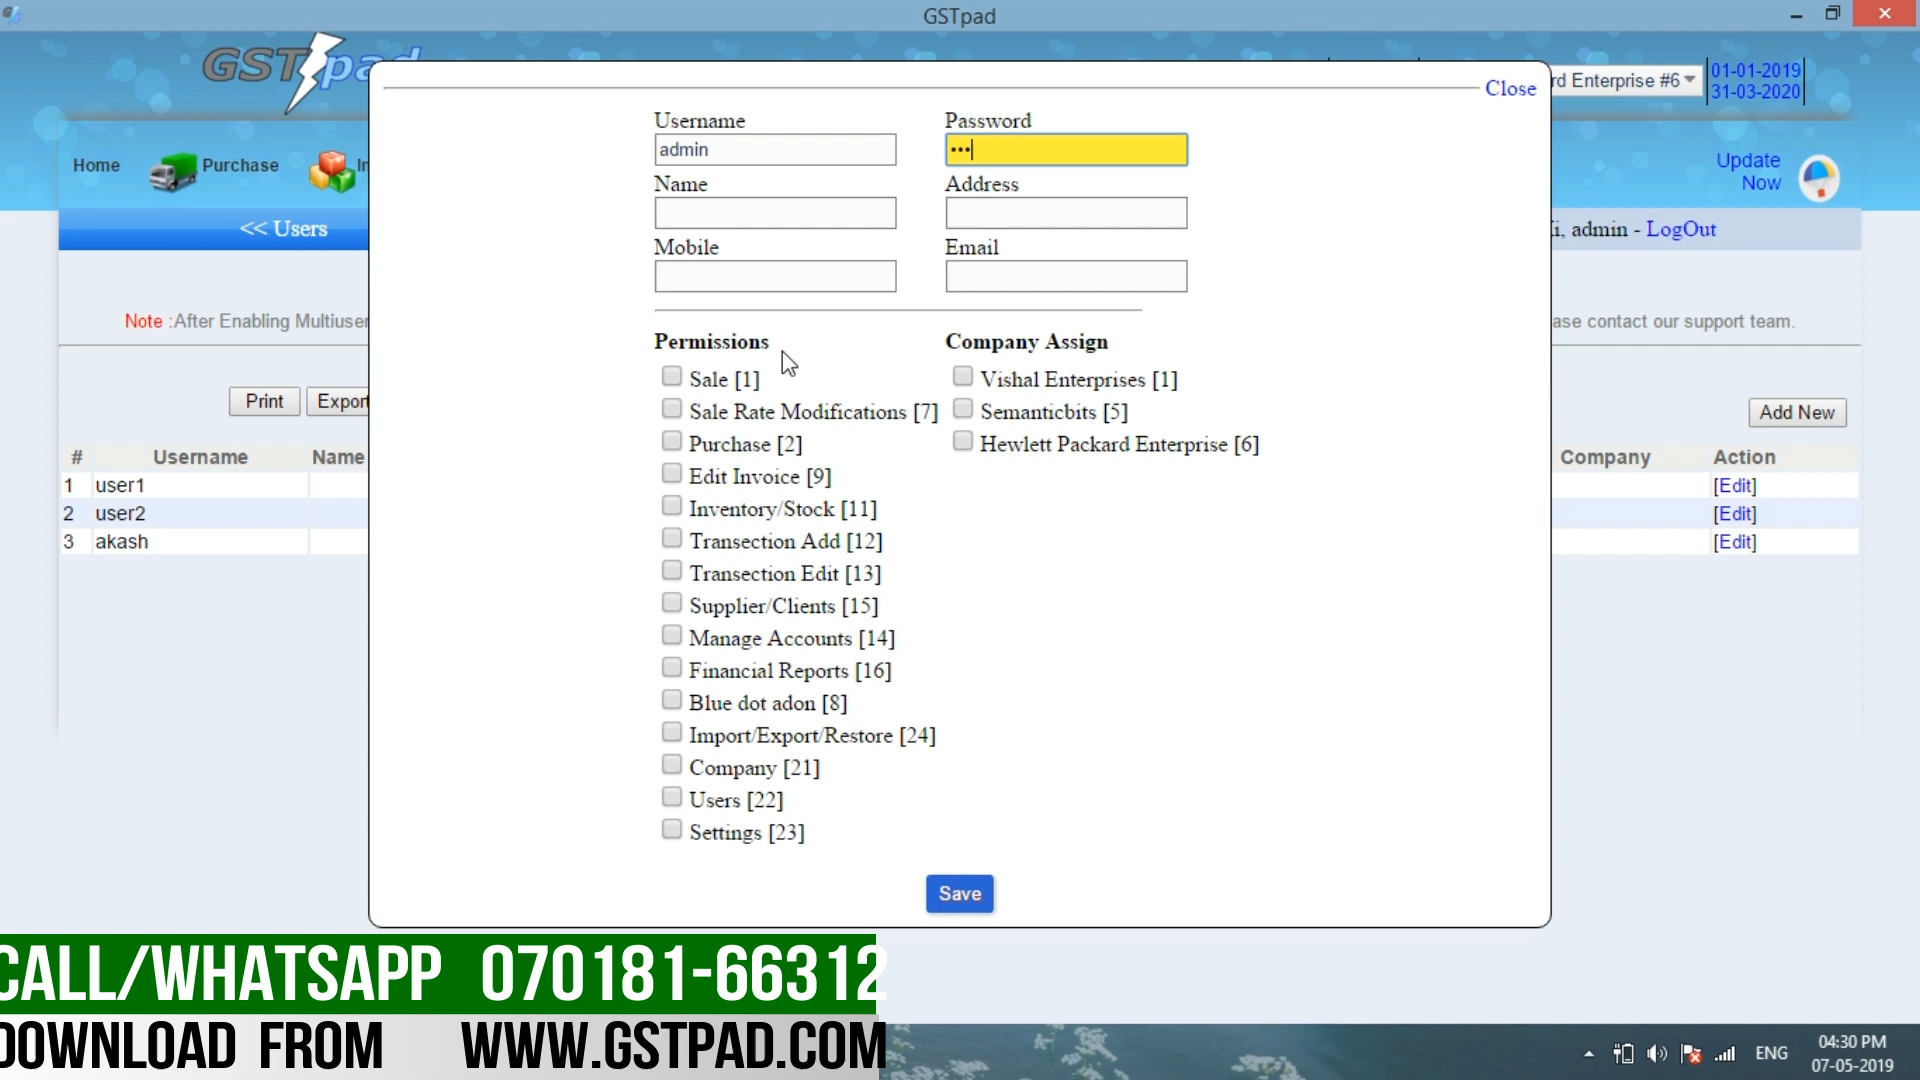 GSTpad
GSTpad
Close
rd Enterprise #6
01-01-2019
31-03-2020
Username
Password
admin
•••
Home
Purchase
In
Name
Address
Update
Now
<< Users
Mobile
Email
i, admin - LogOut
Note :After Enabling Multiuser
ase contact our support team.
Permissions
Company Assign
Sale [1]
Vishal Enterprises [1]
Sale Rate Modifications [7]
Semanticbits [5]
Purchase [2]
Hewlett Packard Enterprise [6]
Edit Invoice [9]
Inventory/Stock [11]
Transection Add [12]
Transection Edit [13]
Supplier/Clients [15]
Manage Accounts [14]
Financial Reports [16]
Blue dot adon [8]
Import/Export/Restore [24]
Company [21]
Users [22]
Settings [23]
Save
Print
Export
Add New
# Username Name Company Action
1 user1 [Edit]
2 user2 [Edit]
3 akash [Edit]
CALL/WHATSAPP 070181-66312
DOWNLOAD FROM WWW.GSTPAD.COM
ENG
04:30 PM
07-05-2019